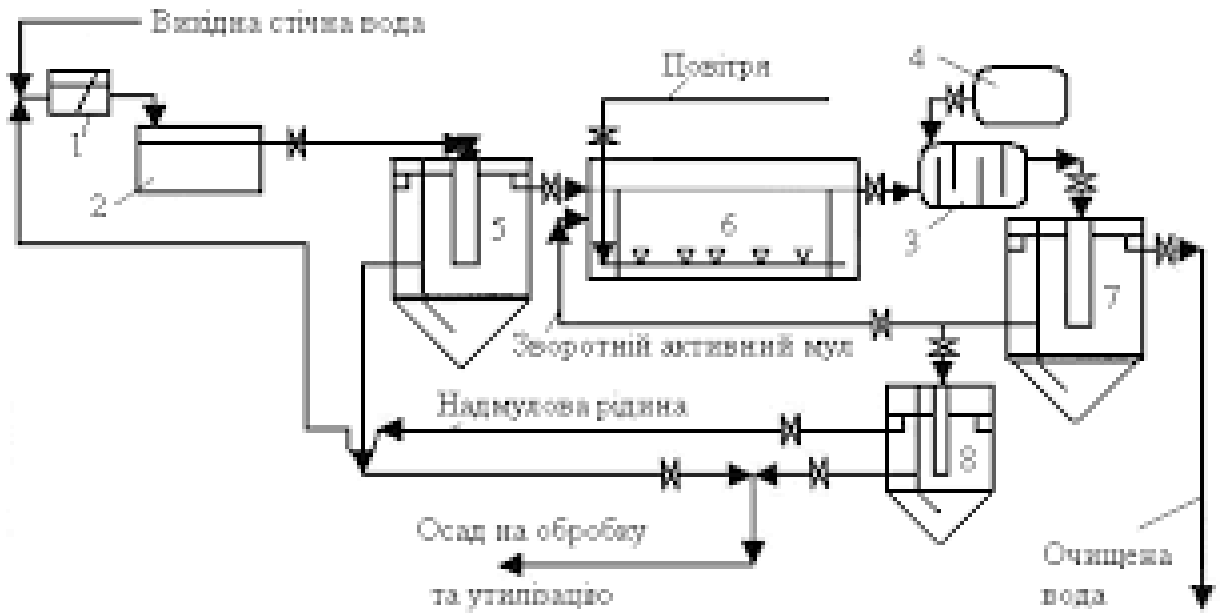 Вихідна стічна вода
Повітря
4
1
2
5
6
3
7
Зворотній активний мул
Надмулова рідина
8
Осад на обробку
та утилізацію
Очищена
вода